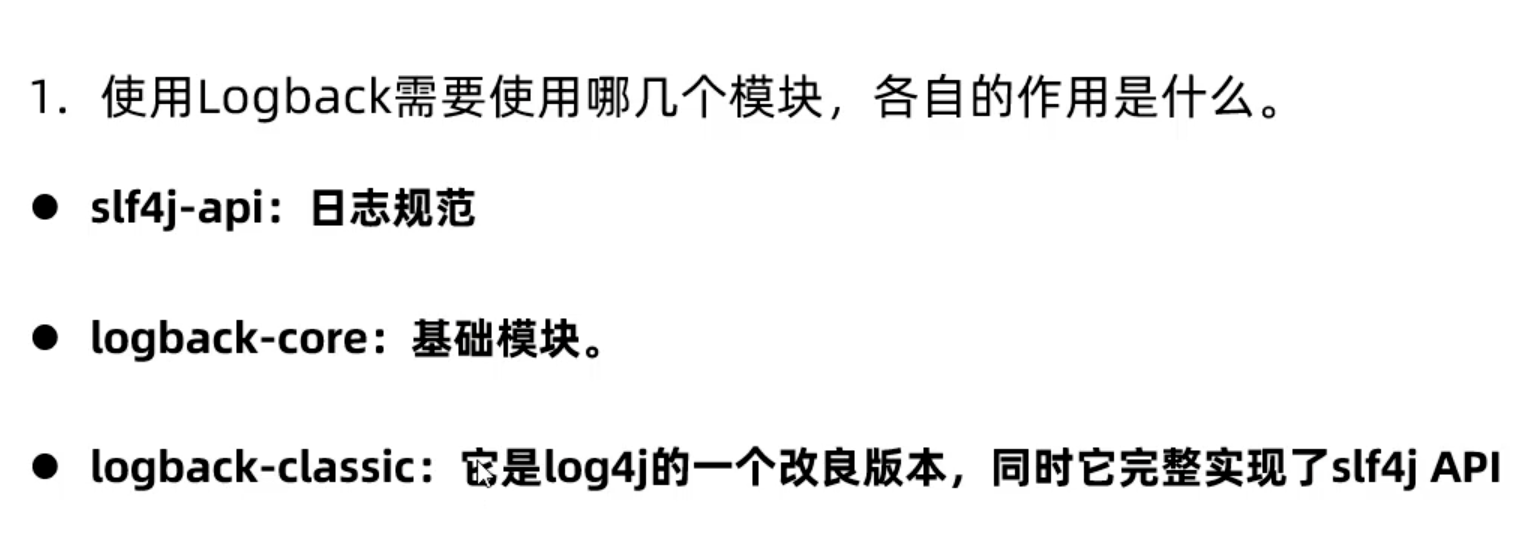 1. 使用Logback需要使用哪几个模块，各自的作用是什么。
● slf4j-api：日志规范
● logback-core：基础模块。
● logback-classic：它是log4j的一个改良版本，同时它完整实现了slf4j API